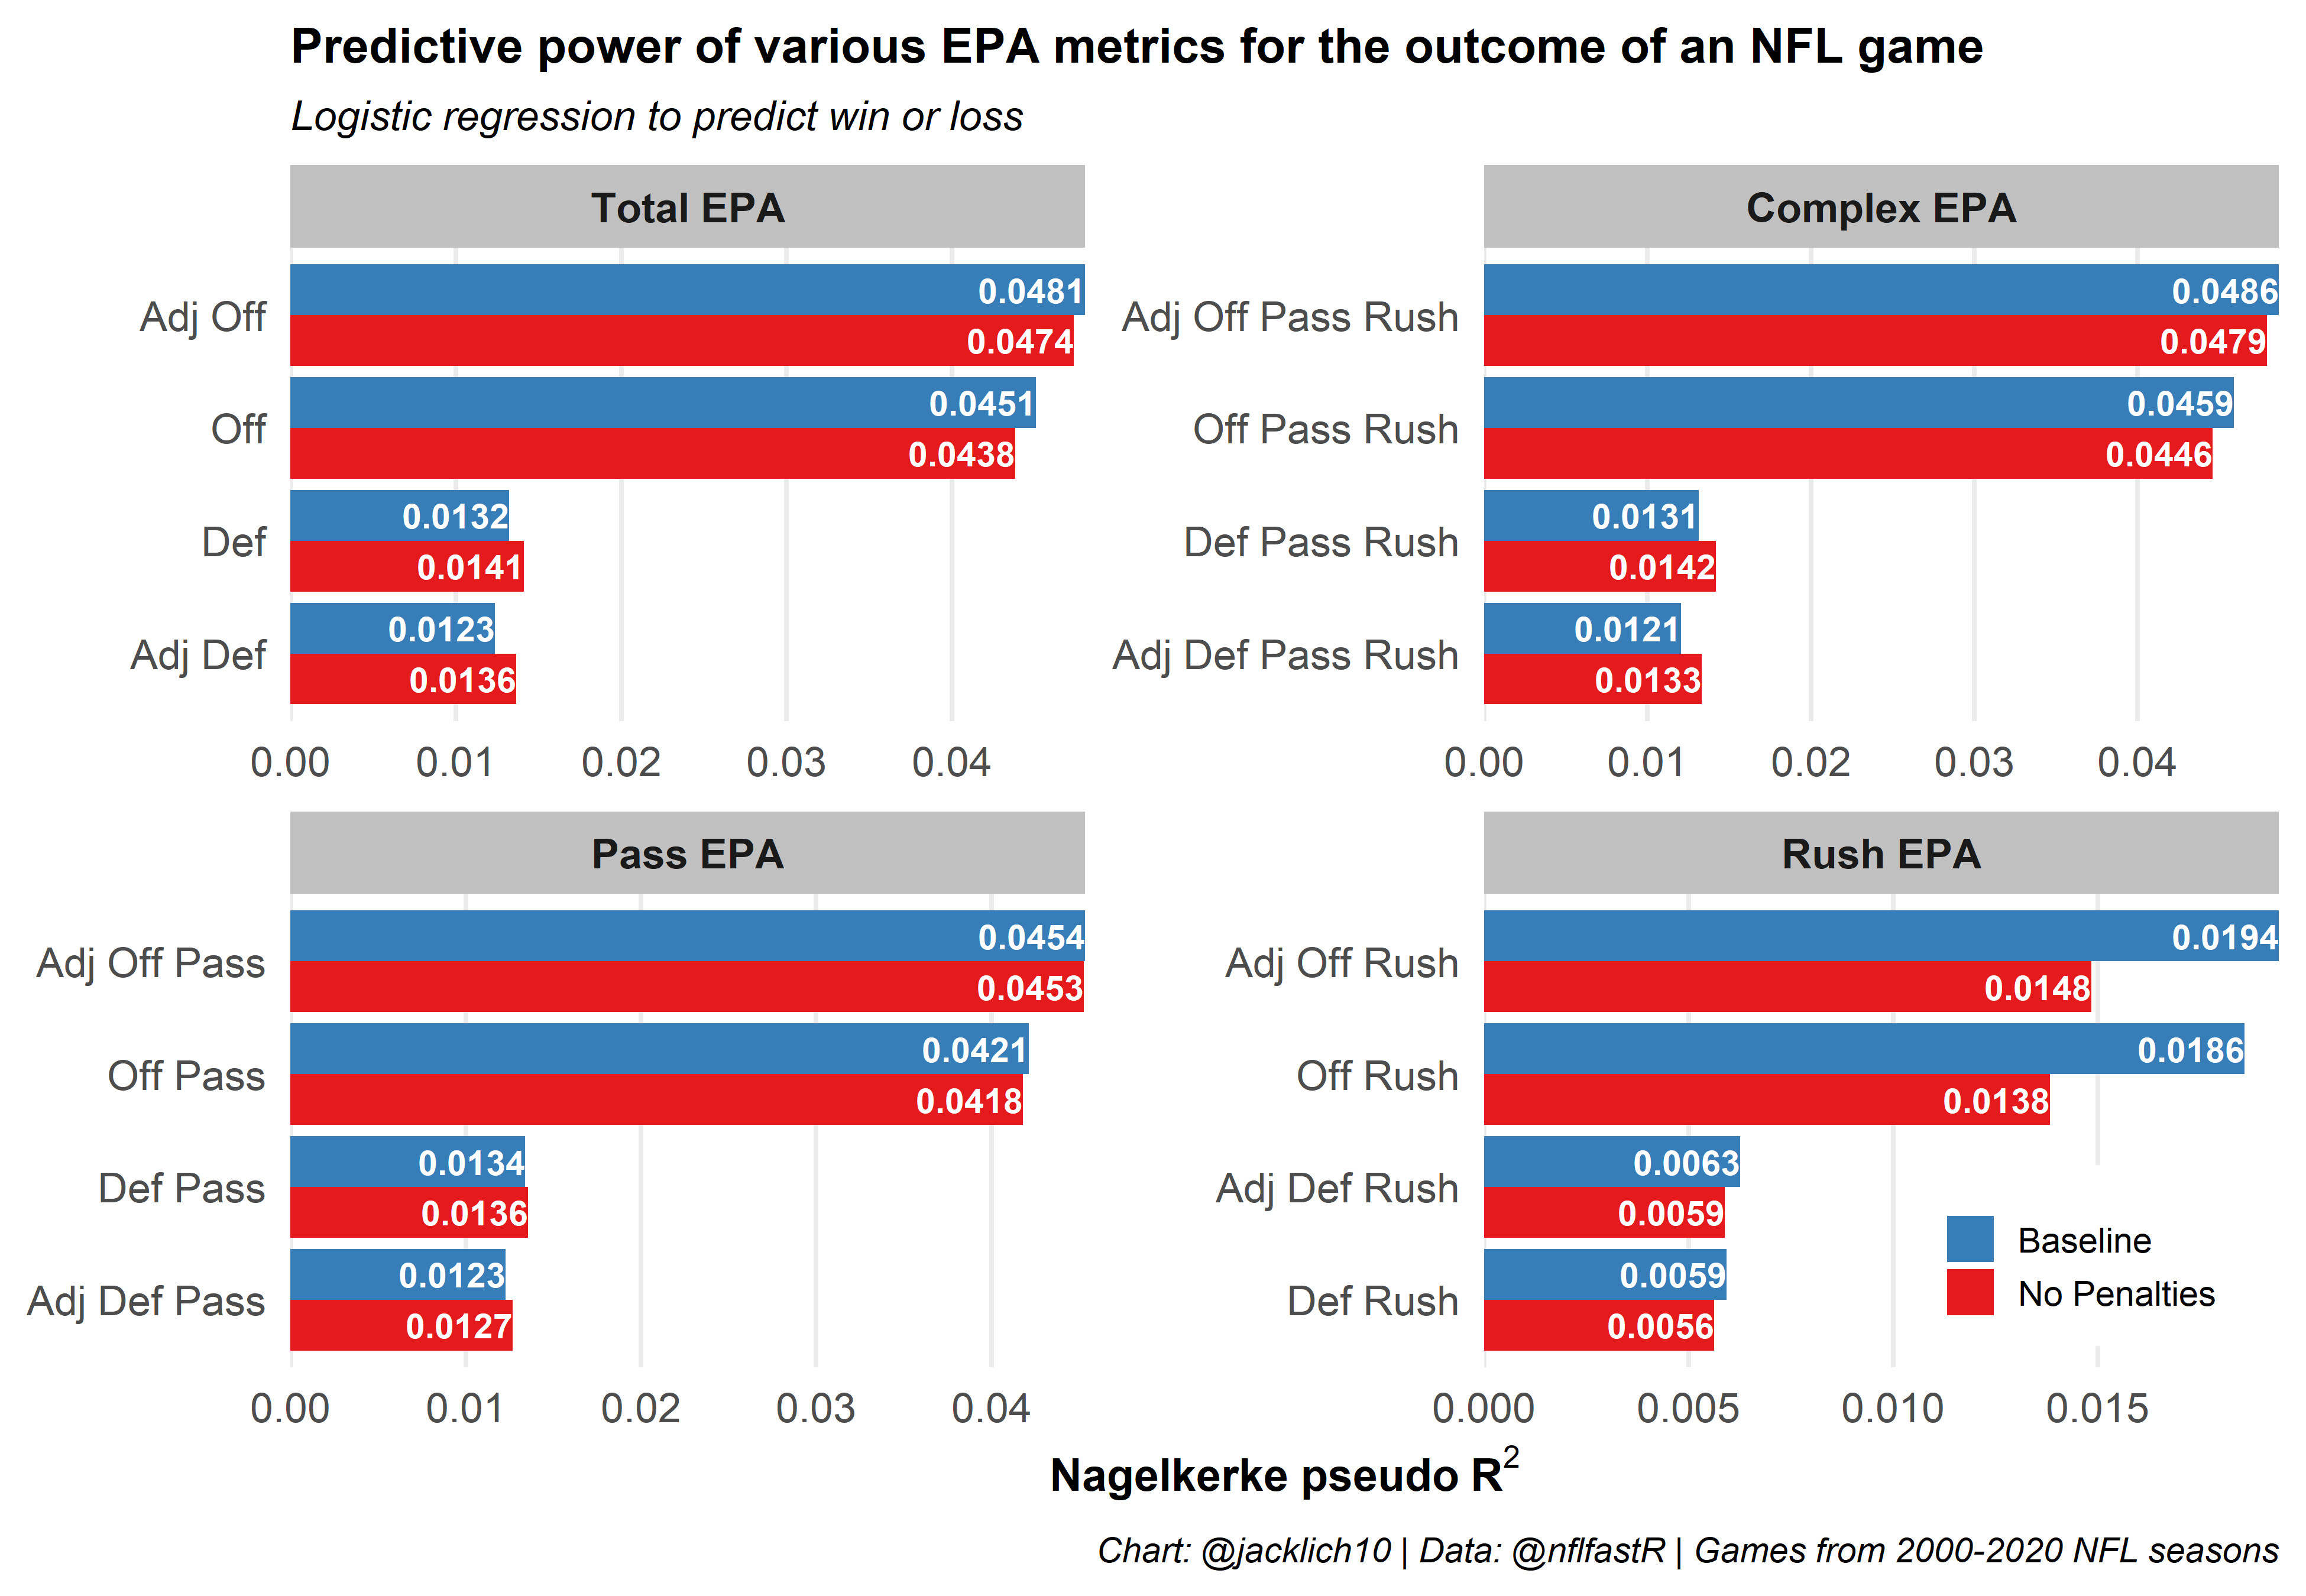 Predictive power of various EPA metrics for the outcome of an NFL game
Logistic regression to predict win or loss
Total EPA
Adj Off
0.0481
0.0474
Off
0.0451
0.0438
Def
0.0132
0.0141
Adj Def
0.0123
0.0136
0.00 0.01 0.02 0.03 0.04
Complex EPA
Adj Off Pass Rush
0.0486
0.0479
Off Pass Rush
0.0459
0.0446
Def Pass Rush
0.0131
0.0142
Adj Def Pass Rush
0.0121
0.0133
0.00 0.01 0.02 0.03 0.04
Pass EPA
Adj Off Pass
0.0454
0.0453
Off Pass
0.0421
0.0418
Def Pass
0.0134
0.0136
Adj Def Pass
0.0123
0.0127
0.00 0.01 0.02 0.03 0.04
Rush EPA
Adj Off Rush
0.0194
0.0148
Off Rush
0.0186
0.0138
Adj Def Rush
0.0063
0.0059
Def Rush
0.0059
0.0056
Baseline
No Penalties
0.000 0.005 0.010 0.015
Nagelkerke pseudo R²
Chart: @jacklich10 | Data: @nflfastR | Games from 2000-2020 NFL seasons